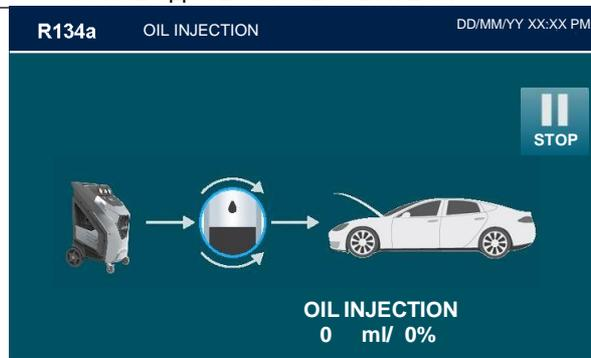 R134a OIL INJECTION DD/MM/YY XX:XX PM
STOP
OIL INJECTION
0 ml/ 0%